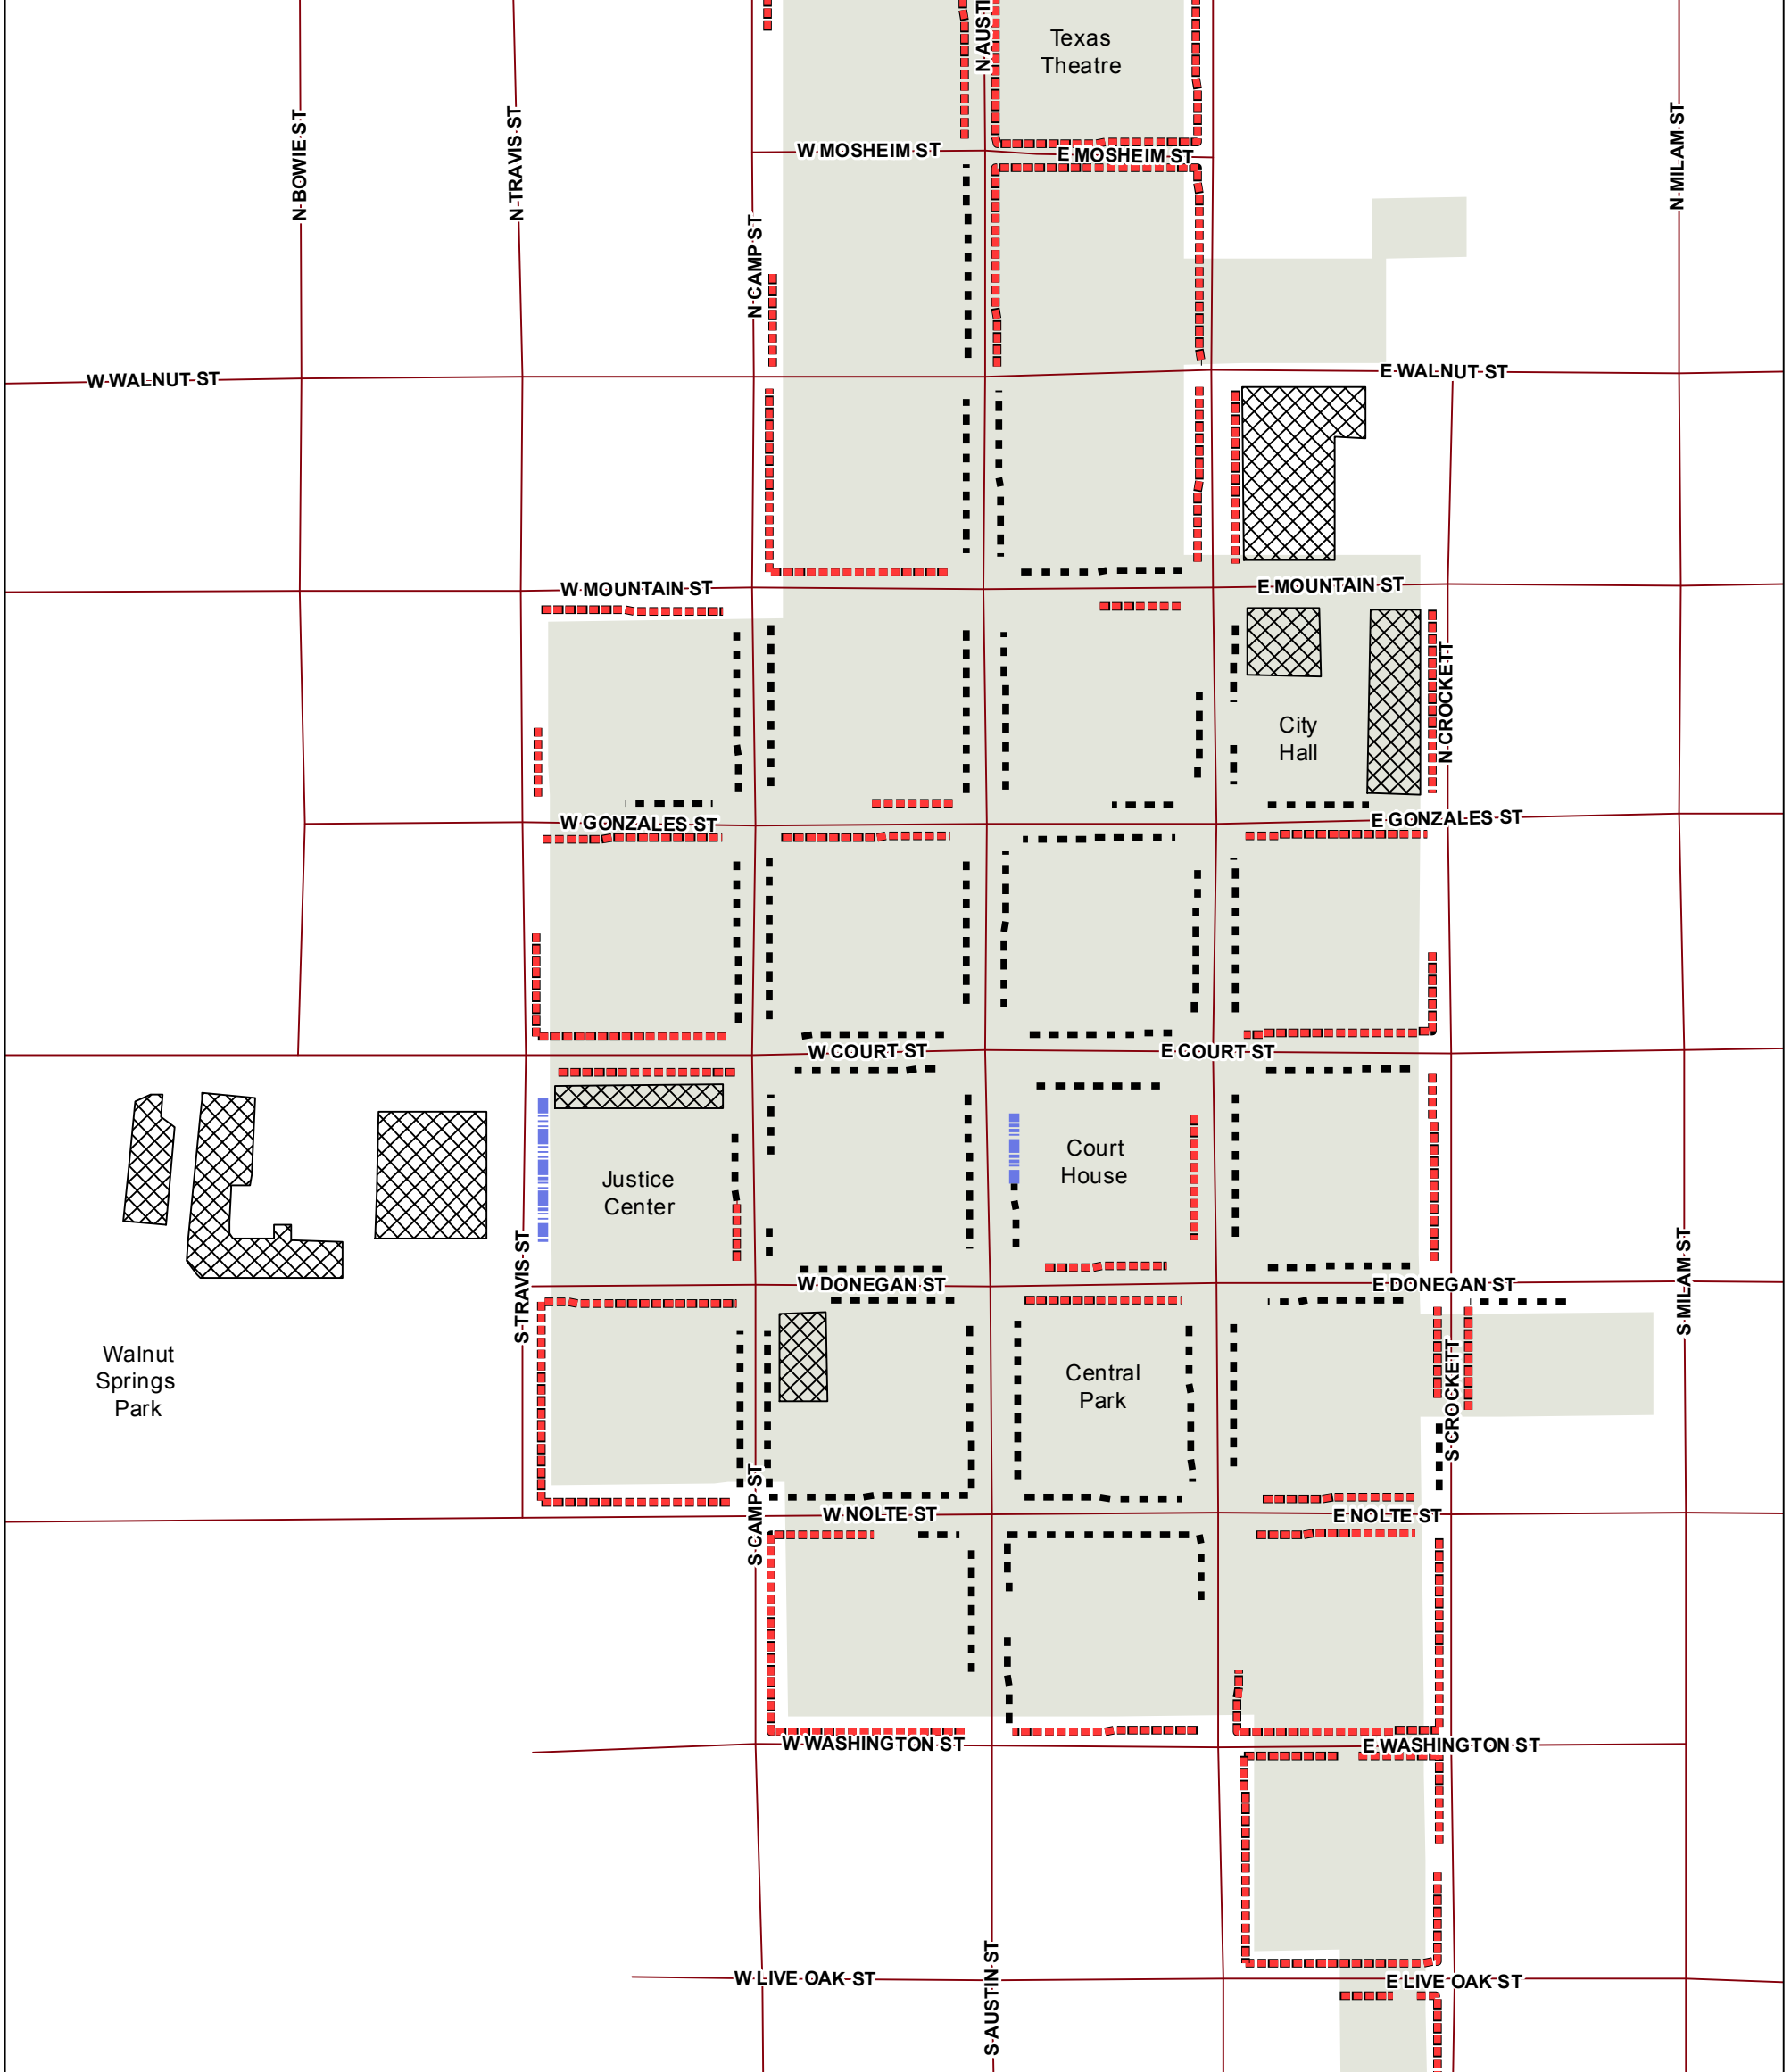 N AUSTI
Texas
Theatre
N BOWIE ST
N TRAVIS ST
N MILAM ST
W MOSHEIM ST
E MOSHEIM ST
N CAMP ST
W WALNUT ST
E WALNUT ST
W MOUNTAIN ST
E MOUNTAIN ST
N CROCKETT
City
Hall
W GONZALES ST
E GONZALES ST
W COURT ST
E COURT ST
Court
House
Justice
Center
S TRAVIS ST
S MILAM ST
W DONEGAN ST
E DONEGAN ST
Walnut
Springs
Park
Central
Park
S CROCKETT
S CAMP ST
W NOLTE ST
E NOLTE ST
W WASHINGTON ST
E WASHINGTON ST
S AUSTIN ST
W LIVE OAK ST
E LIVE OAK ST